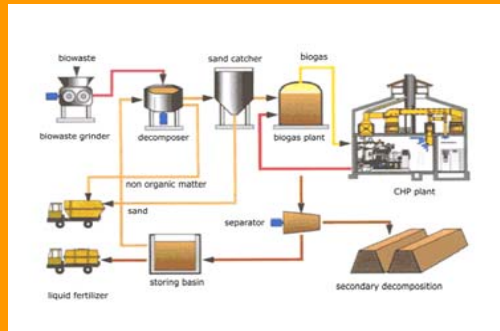 biowaste
sand catcher
biogas
biowaste grinder
decomposer
biogas plant
CHP plant
non organic matter
sand
separator
liquid fertilizer
storing basin
secondary decomposition